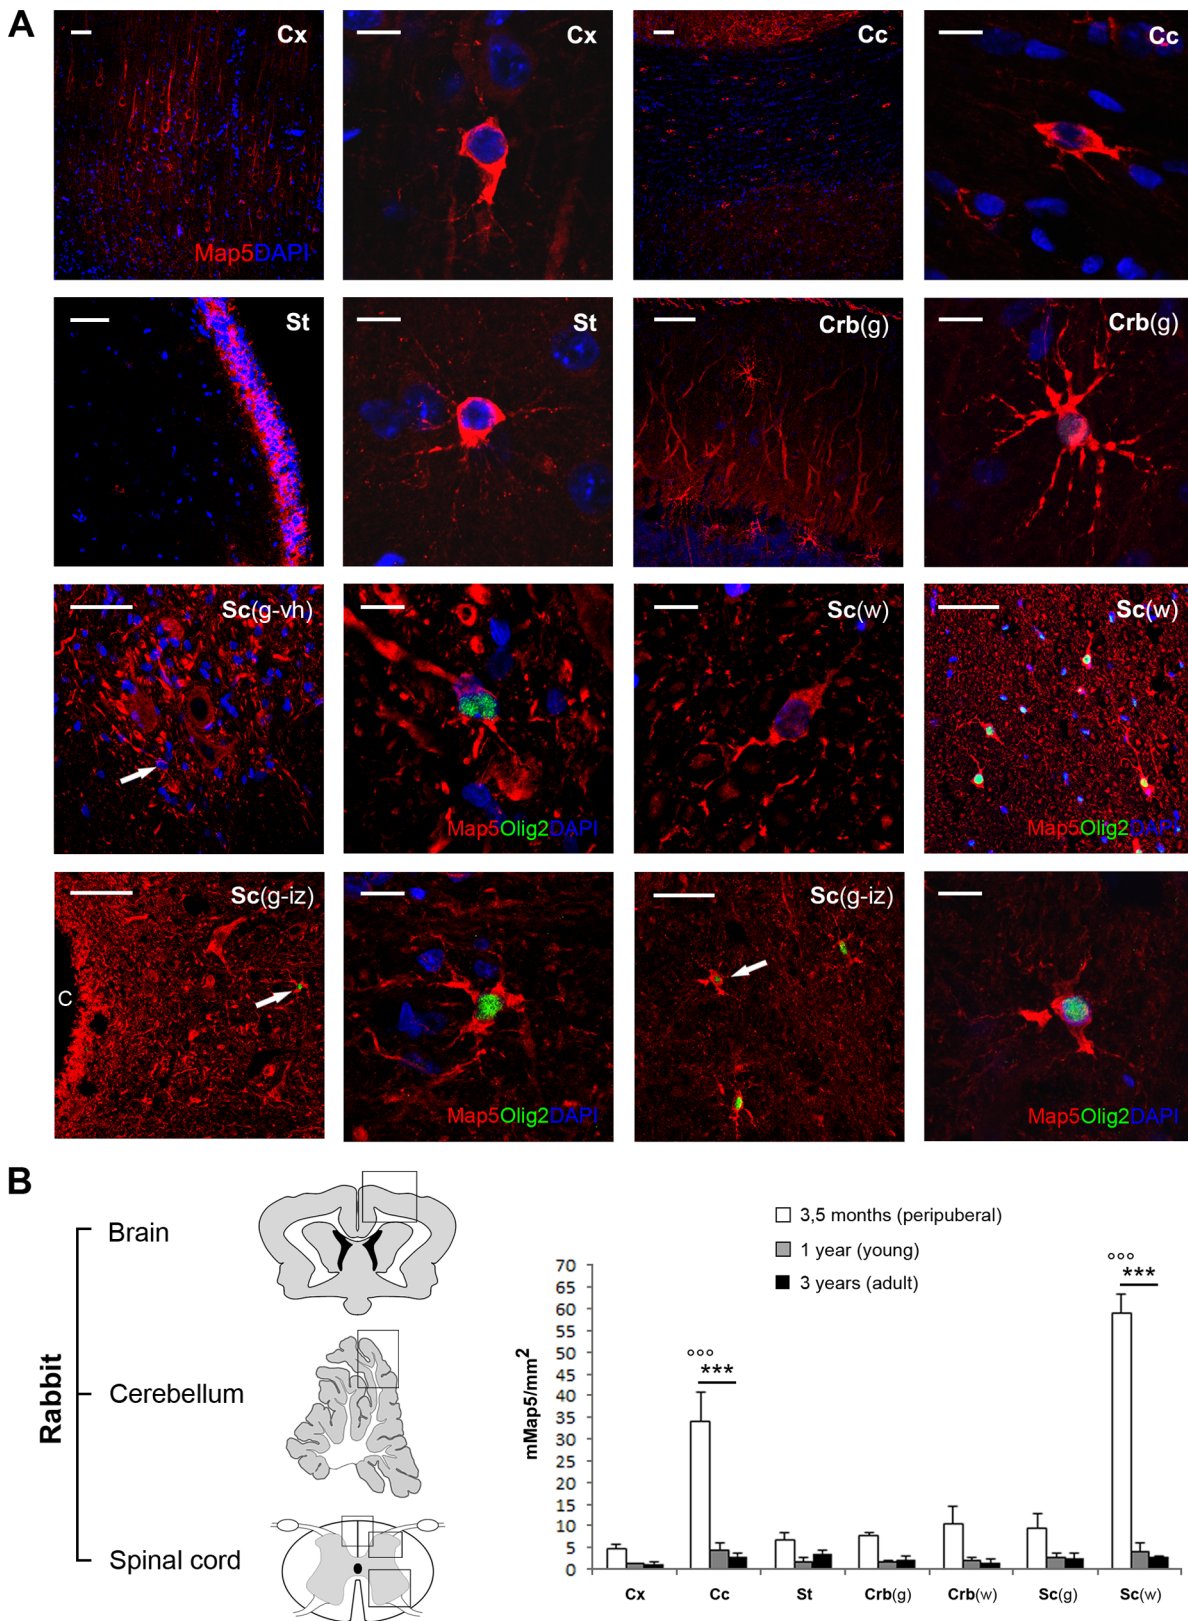 A
Cx
Cx
Cc
Cc
Map5DAPI
St
St
Crb(g)
Crb(g)
Sc(g-vh)
Sc(w)
Sc(w)
Map5Olig2DAPI
Map5Olig2DAPI
Sc(g-iz)
Sc(g-iz)
C
Map5Olig2DAPI
Map5Olig2DAPI
B
Rabbit
Brain
Cerebellum
Spinal cord
3,5 months (peripuberal)
1 year (young)
3 years (adult)
mMap5/mm²
70
65
60
55
50
45
40
35
30
25
20
15
10
5
0
°°°
***
°°°
***
Cx
Cc
St
Crb(g)
Crb(w)
Sc(g)
Sc(w)